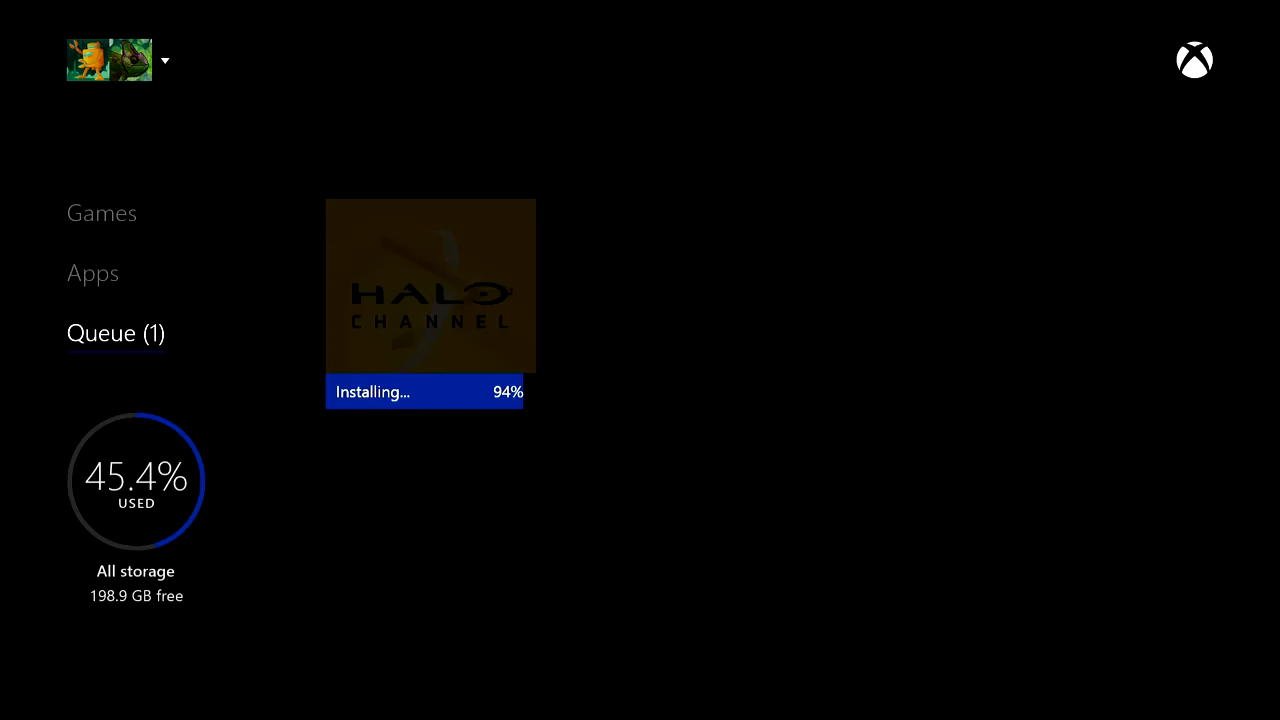 Games
Apps
Queue (1)
HALO
CHANNEL
Installing... 94%
45.4%
USED
All storage
198.9 GB free